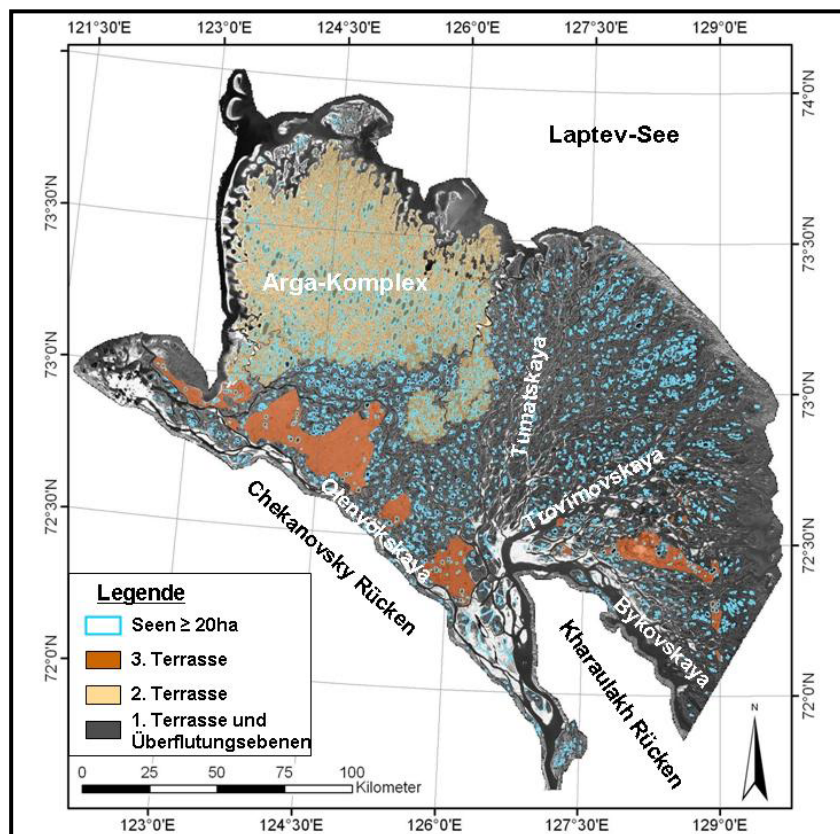 121°30'E 123°0'E 124°30'E 126°0'E 127°30'E 129°0'E
74°0'N
Laptev-See
73°30'N
73°30'N
Arga-Komplex
73°0'N
73°0'N
Tumatskaya
Trovimovskaya
72°30'N
Olenyokskaya
72°30'N
Chekanovsky Rücken
Bykovskaya
Kharaulakh Rücken
72°0'N
72°0'N
Legende
Seen ≥ 20ha
3. Terrasse
2. Terrasse
1. Terrasse und
Überflutungsebenen
N
0 25 50 75 100
Kilometer
123°0'E 124°30'E 126°0'E 127°30'E 129°0'E